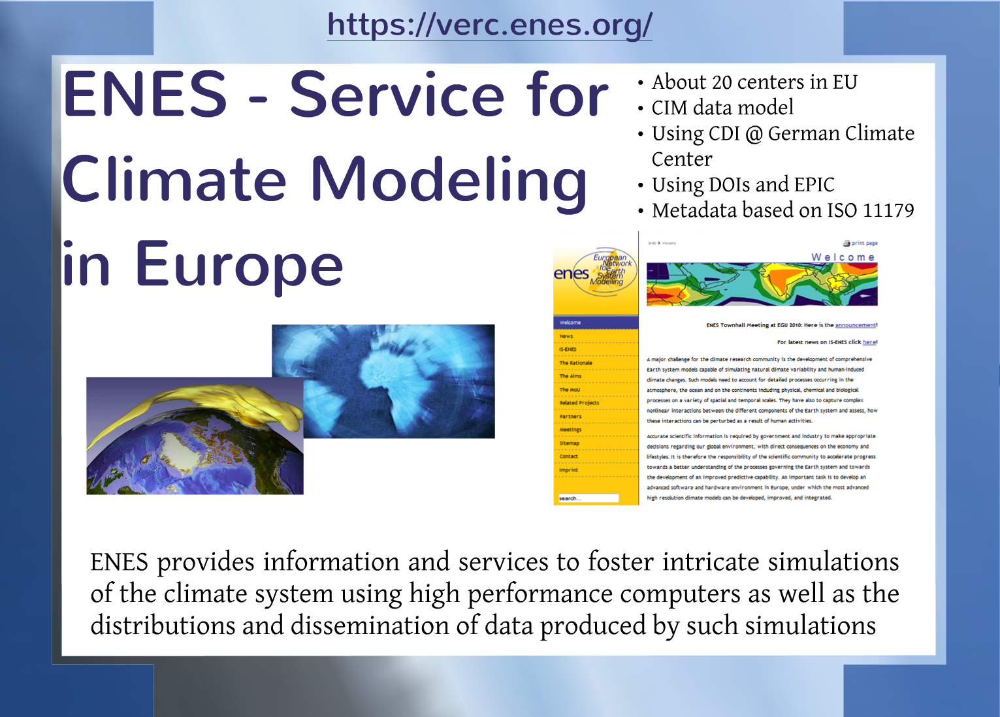 https://verc.enes.org/
ENES - Service for
Climate Modeling
in Europe
• About 20 centers in EU
• CIM data model
• Using CDI @ German Climate
Center
• Using DOIs and EPIC
• Metadata based on ISO 11179
enes
European
Network
for
Earth
System
Modelling
Welcome
News
IS-ENES
The Rationale
The Aims
The MoU
Related Projects
Partners
Meetings
Sitemap
Contact
Imprint
search...
ENES > Welcome
print page
Welcome
ENES Townhall Meeting at EGU 2010: Here is the announcement!
For latest news on IS-ENES click here!
A major challenge for the climate research community is the development of comprehensive
Earth system models capable of simulating natural climate variability and human-induced
climate changes. Such models need to account for detailed processes occurring in the
atmosphere, the ocean and on the continents including physical, chemical and biological
processes on a variety of spatial and temporal scales. They have also to capture complex
nonlinear interactions between the different components of the Earth system and assess, how
these interactions can be perturbed as a result of human activities.
Accurate scientific information is required by government and industry to make appropriate
decisions regarding our global environment, with direct consequences on the economy and
lifestyles. It is therefore the responsibility of the scientific community to accelerate progress
towards a better understanding of the processes governing the Earth system and towards
the development of an improved predictive capability. An important task is to develop an
advanced software and hardware environment in Europe, under which the most advanced
high resolution climate models can be developed, improved, and integrated.
ENES provides information and services to foster intricate simulations
of the climate system using high performance computers as well as the
distributions and dissemination of data produced by such simulations